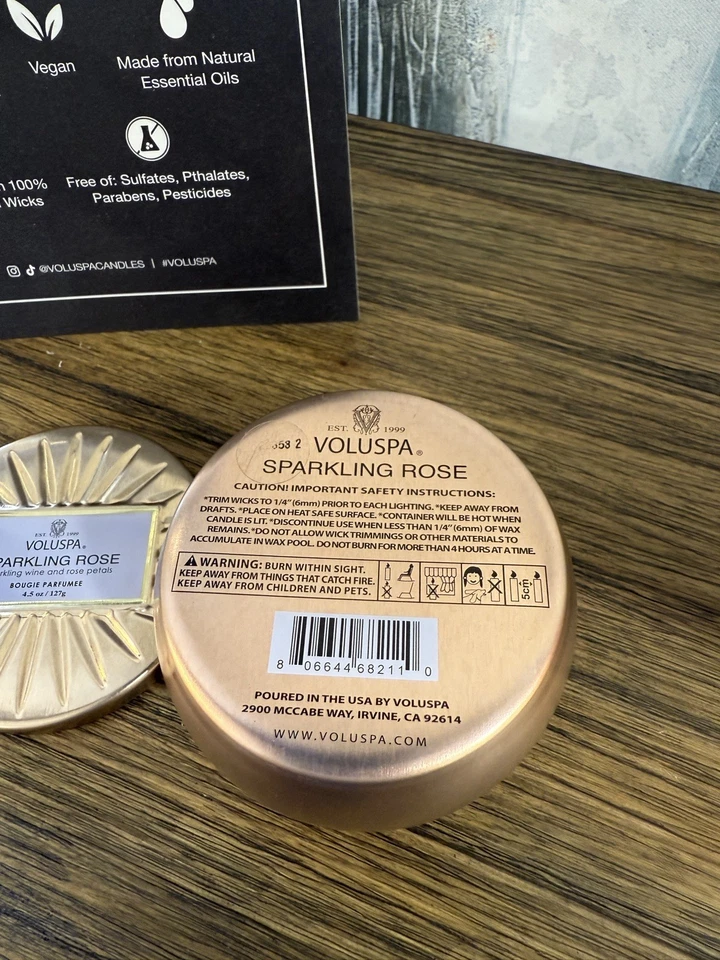 Vegan
Made from Natural
Essential Oils
100%
Wicks
Free of: Sulfates, Pthalates,
Parabens, Pesticides
@VOLUSPACANDLES | #VOLUSPA
EST. 1999
VOLUSPA®
SPARKLING ROSE
CAUTION! IMPORTANT SAFETY INSTRUCTIONS:
*TRIM WICKS TO 1/4"(6mm) PRIOR TO EACH LIGHTING. *KEEP AWAY FROM
DRAFTS. *PLACE ON HEAT SAFE SURFACE. *CONTAINER WILL BE HOT WHEN
CANDLE IS LIT. *DISCONTINUE USE WHEN LESS THAN 1/4"(6mm) OF WAX
REMAINS. *DO NOT ALLOW WICK TRIMMINGS OR OTHER MATERIALS TO
ACCUMULATE IN WAX POOL. DO NOT BURN FOR MORE THAN 4 HOURS AT A TIME.
WARNING: BURN WITHIN SIGHT.
KEEP AWAY FROM THINGS THAT CATCH FIRE.
KEEP AWAY FROM CHILDREN AND PETS.
5cm
8 06644 68211 0
POURED IN THE USA BY VOLUSPA
2900 MCCABE WAY, IRVINE, CA 92614
WWW.VOLUSPA.COM
EST. 1999
VOLUSPA®
PARKLING ROSE
rkling wine and rose petals
BOUGIE PARFUMEE
4.5 oz / 127g